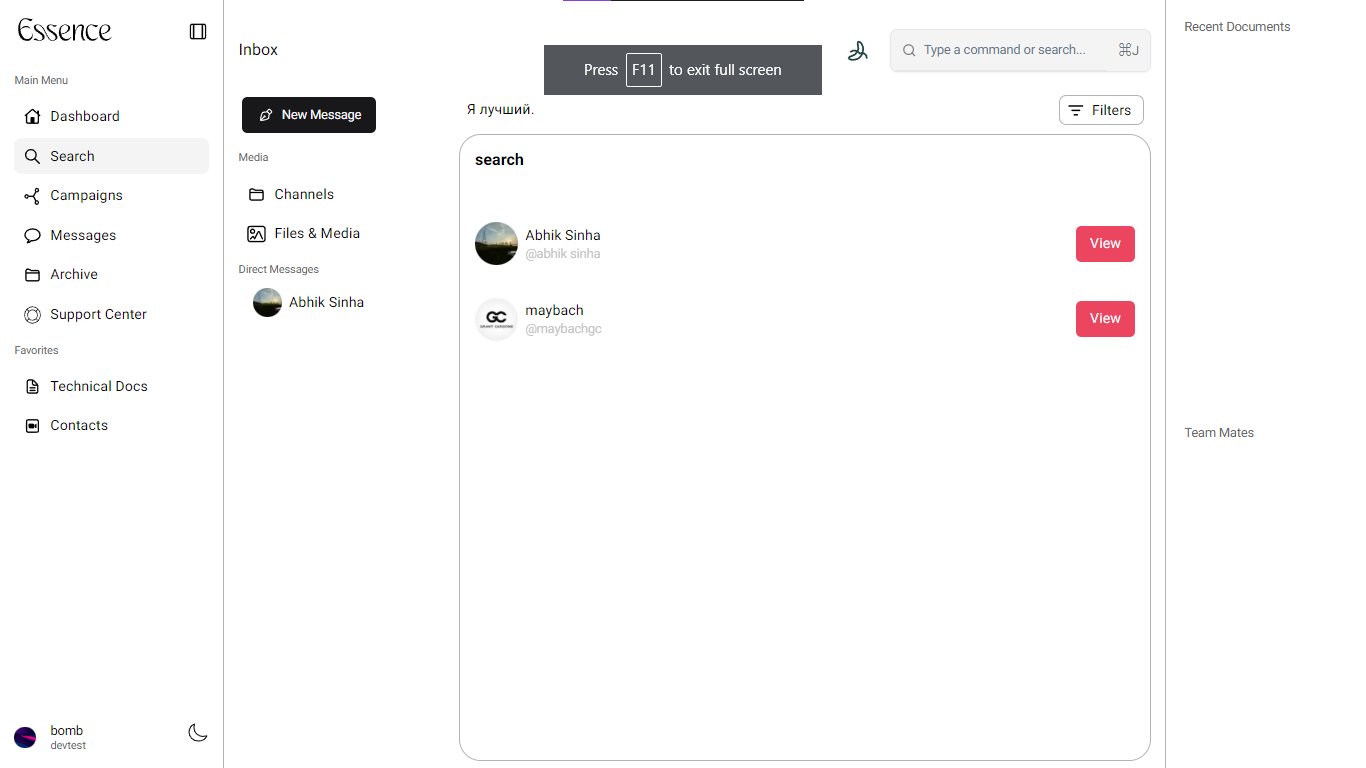 Essence
Main Menu
Dashboard
Search
Campaigns
Messages
Archive
Support Center
Favorites
Technical Docs
Contacts
bomb
devtest
Inbox
New Message
Media
Channels
Files & Media
Direct Messages
Abhik Sinha
Press F11 to exit full screen
Type a command or search... ⌘J
Я лучший.
Filters
search
Abhik Sinha
@abhik sinha
View
GC
GRANT CARDONE
maybach
@maybachgc
View
Recent Documents
Team Mates